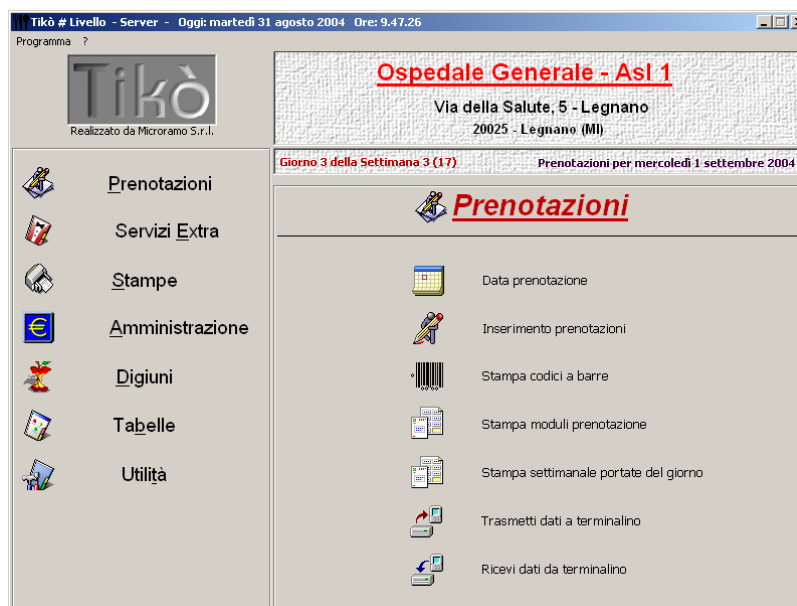 Tikò # Livello - Server - Oggi: martedì 31 agosto 2004 Ore: 9.47.26
Programma ?
Tikò
Realizzato da Microramo S.r.l.
Ospedale Generale - Asl 1
Via della Salute, 5 - Legnano
20025 - Legnano (MI)
Giorno 3 della Settimana 3 (17)
Prenotazioni per mercoledì 1 settembre 2004
Prenotazioni
Servizi Extra
Stampe
Amministrazione
Digiuni
Tabelle
Utilità
Prenotazioni
Data prenotazione
Inserimento prenotazioni
Stampa codici a barre
Stampa moduli prenotazione
Stampa settimanale portate del giorno
Trasmetti dati a terminalino
Ricevi dati da terminalino